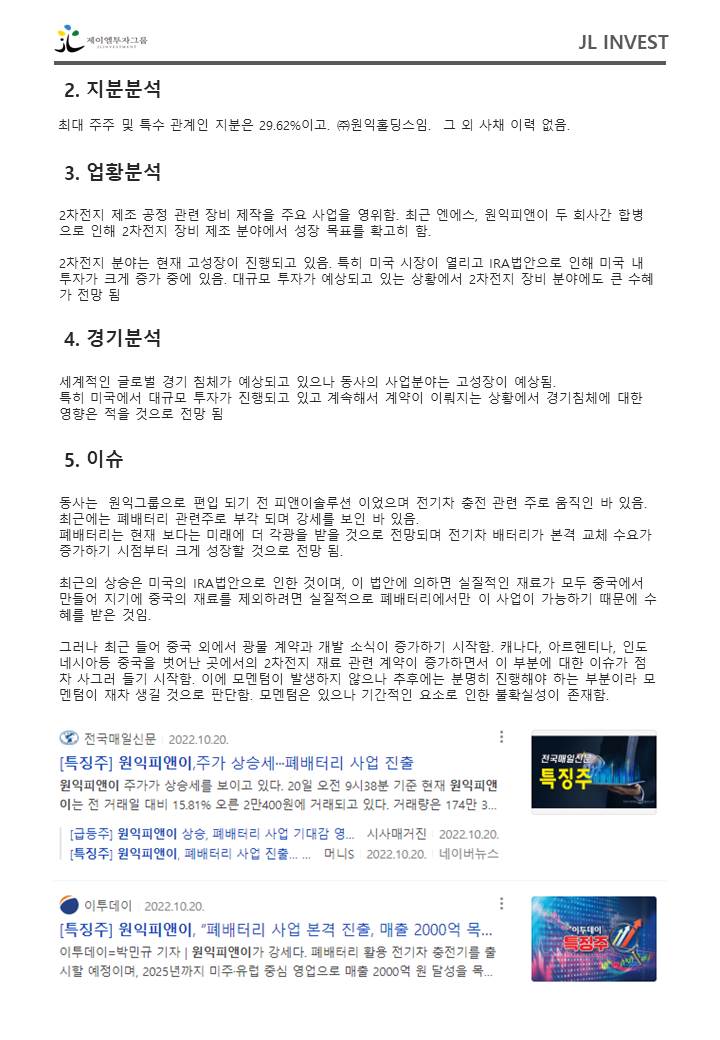 제이엘투자그룹
JLINVESTMENT
JL INVEST
2. 지분분석
최대 주주 및 특수 관계인 지분은 29.62%이고. ㈜원익홀딩스임. 그 외 사채 이력 없음.
3. 업황분석
2차전지 제조 공정 관련 장비 제작을 주요 사업을 영위함. 최근 엔에스, 원익피앤이 두 회사간 합병
으로 인해 2차전지 장비 제조 분야에서 성장 목표를 확고히 함.
2차전지 분야는 현재 고성장이 진행되고 있음. 특히 미국 시장이 열리고 IRA법안으로 인해 미국 내
투자가 크게 증가 중에 있음. 대규모 투자가 예상되고 있는 상황에서 2차전지 장비 분야에도 큰 수혜
가 전망 됨
4. 경기분석
세계적인 글로벌 경기 침체가 예상되고 있으나 동사의 사업분야는 고성장이 예상됨.
특히 미국에서 대규모 투자가 진행되고 있고 계속해서 계약이 이뤄지는 상황에서 경기침체에 대한
영향은 적을 것으로 전망 됨
5. 이슈
동사는 원익그룹으로 편입 되기 전 피앤이솔루션 이었으며 전기차 충전 관련 주로 움직인 바 있음.
최근에는 폐배터리 관련주로 부각 되며 강세를 보인 바 있음.
폐배터리는 현재 보다는 미래에 더 각광을 받을 것으로 전망되며 전기차 배터리가 본격 교체 수요가
증가하기 시점부터 크게 성장할 것으로 전망 됨.
최근의 상승은 미국의 IRA법안으로 인한 것이며, 이 법안에 의하면 실질적인 재료가 모두 중국에서
만들어 지기에 중국의 재료를 제외하려면 실질적으로 폐배터리에서만 이 사업이 가능하기 때문에 수
혜를 받은 것임.
그러나 최근 들어 중국 외에서 광물 계약과 개발 소식이 증가하기 시작함. 캐나다, 아르헨티나, 인도
네시아등 중국을 벗어난 곳에서의 2차전지 재료 관련 계약이 증가하면서 이 부분에 대한 이슈가 점
차 사그러 들기 시작함. 이에 모멘텀이 발생하지 않으나 추후에는 분명히 진행해야 하는 부분이라 모
멘텀이 재차 생길 것으로 판단함. 모멘텀은 있으나 기간적인 요소로 인한 불확실성이 존재함.
전국매일신문 2022.10.20.
[특징주] 원익피앤이,주가 상승세…폐배터리 사업 진출
원익피앤이 주가가 상승세를 보이고 있다. 20일 오전 9시38분 기준 현재 원익피앤
이는 전 거래일 대비 15.81% 오른 2만400원에 거래되고 있다. 거래량은 174만 3...
전국매일신문
특징주
[급등주] 원익피앤이 상승, 폐배터리 사업 기대감 영... 시사매거진 2022.10.20.
[특징주] 원익피앤이, 폐배터리 사업 진출... ... 머니S 2022.10.20. 네이버뉴스
이투데이 2022.10.20.
[특징주] 원익피앤이, “폐배터리 사업 본격 진출, 매출 2000억 목...
이투데이=박민규 기자 | 원익피앤이가 강세다. 폐배터리 활용 전기차 충전기를 출
시할 예정이며, 2025년까지 미주·유럽 중심 영업으로 매출 2000억 원 달성을 목...
이투데이
특징주